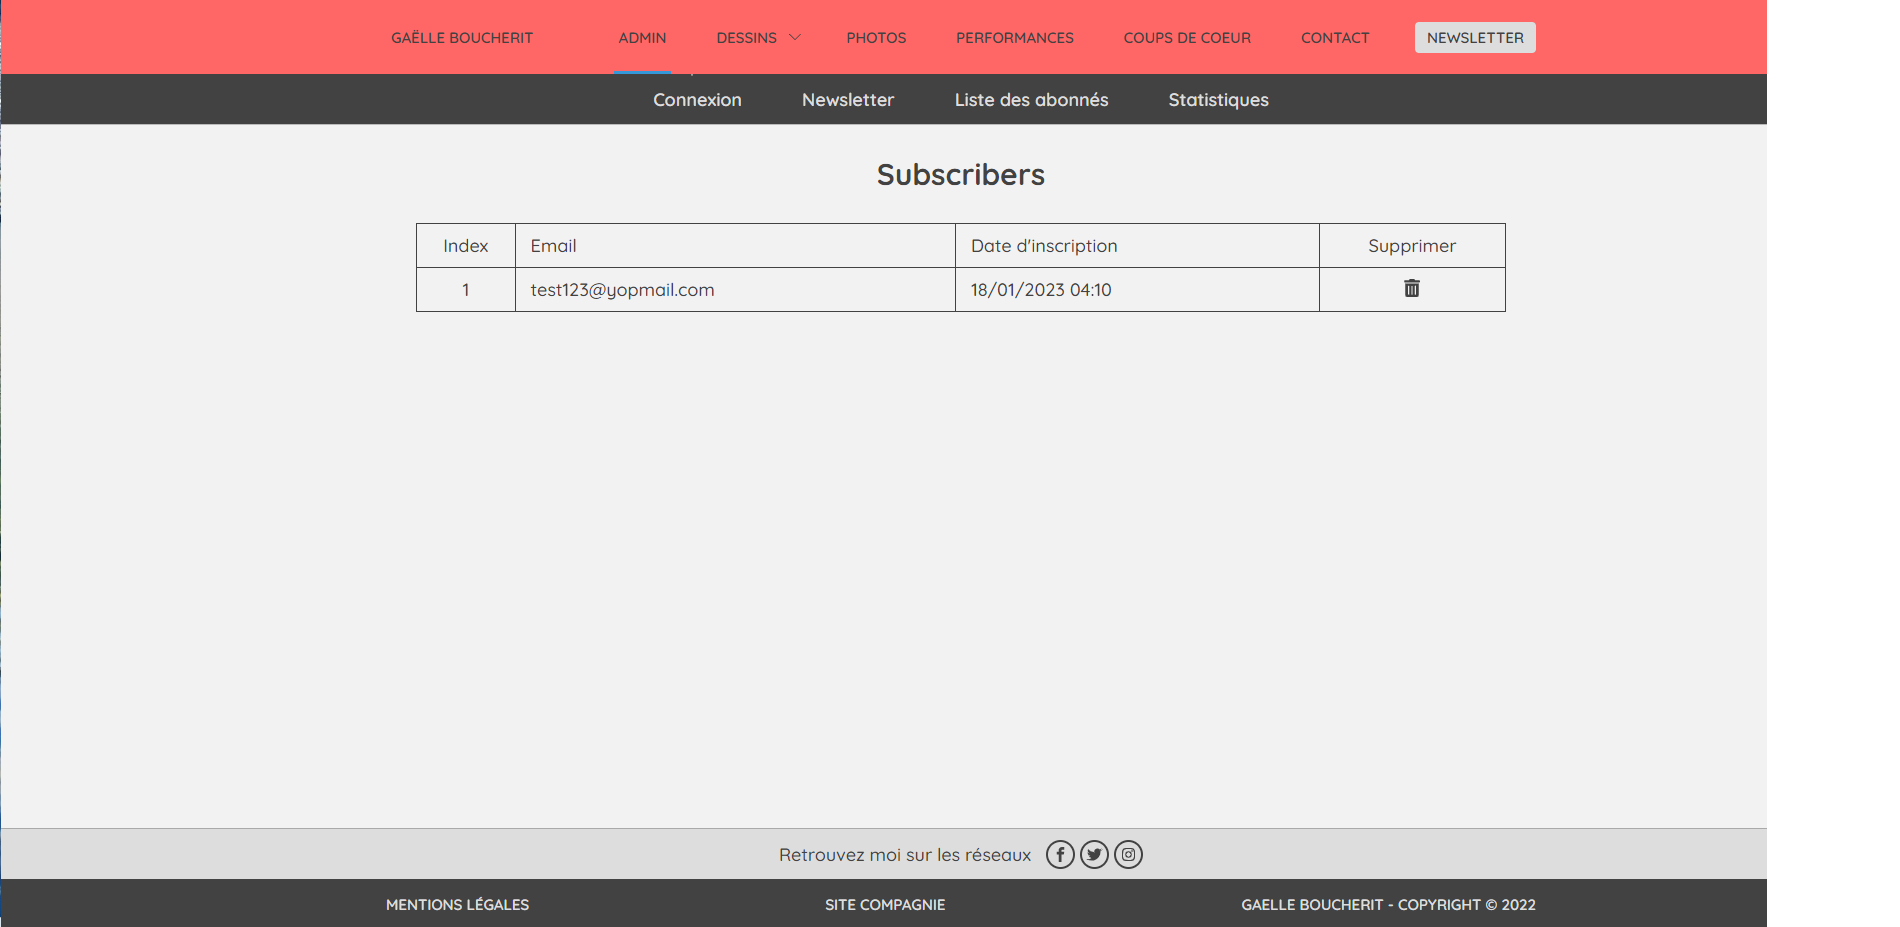 GAËLLE BOUCHERIT ADMIN DESSINS PHOTOS PERFORMANCES COUPS DE COEUR CONTACT NEWSLETTER
Connexion Newsletter Liste des abonnés Statistiques
Subscribers
Index Email Date d'inscription Supprimer
1 test123@yopmail.com 18/01/2023 04:10
Retrouvez moi sur les réseaux
MENTIONS LÉGALES SITE COMPAGNIE GAELLE BOUCHERIT - COPYRIGHT © 2022